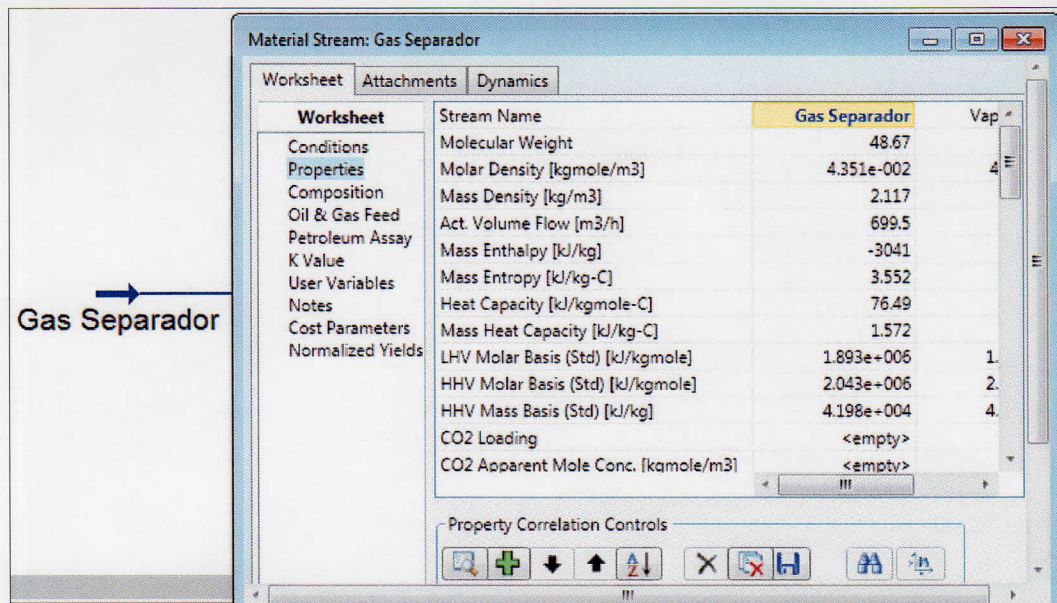 Material Stream: Gas Separador
Worksheet Attachments Dynamics
Worksheet
Conditions
Properties
Composition
Oil & Gas Feed
Petroleum Assay
K Value
User Variables
Notes
Cost Parameters
Normalized Yields
Stream Name Gas Separador Vap
Molecular Weight 48.67
Molar Density [kgmole/m3] 4.351e-002 4
Mass Density [kg/m3] 2.117
Act. Volume Flow [m3/h] 699.5
Mass Enthalpy [kJ/kg] -3041
Mass Entropy [kJ/kg-C] 3.552
Heat Capacity [kJ/kgmole-C] 76.49
Mass Heat Capacity [kJ/kg-C] 1.572
LHV Molar Basis (Std) [kJ/kgmole] 1.893e+006 1.
HHV Molar Basis (Std) [kJ/kgmole] 2.043e+006 2.
HHV Mass Basis (Std) [kJ/kg] 4.198e+004 4.
CO2 Loading <empty>
CO2 Apparent Mole Conc. [kgmole/m3] <empty>
Property Correlation Controls
A
Z
Gas Separador